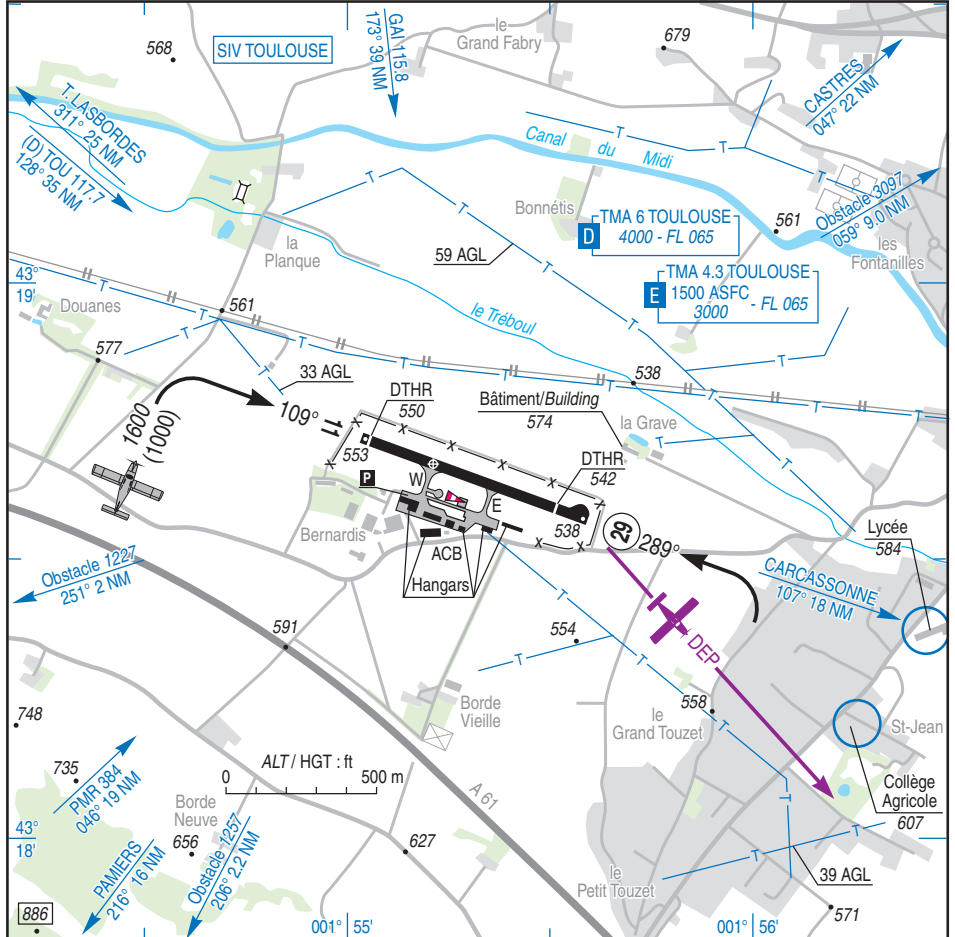 568
SIV TOULOUSE
GAI 115.8
173° 39 NM
le
Grand Fabry
679
CASTRES
047° 22 NM
T. LASBORDES
311° 25 NM
(D) TOU 117.7
128° 35 NM
T
T
T
Canal du Midi
T
T
Bonnétis
D
TMA 6 TOULOUSE
4000 - FL 065
Obstacle 3097
059° 9.0 NM
561
les
Fontanilles
la
Planque
59 AGL
T
E
TMA 4.3 TOULOUSE
1500 ASFC
3000
- FL 065
43°
19'
Douanes
561
le Tréboul
T
T
T
T
T
T
T
T
T
577
33 AGL
538
1600
(1000)
109°
11
DTHR
550
Bâtiment/Building
574
la Grave
T
553
P
W
E
DTHR
542
538
29
289°
Bernardis
ACB
Hangars
Lycée
584
Obstacle 1227
251° 2 NM
CARCASSONNE
107° 18 NM
T
554
T
DEP
591
748
Borde
Vieille
558
le
Grand Touzet
T
St-Jean
735
PMR 384
046° 19 NM
ALT / HGT : ft
0
500 m
A 61
T
Collège
Agricole
607
43°
18'
Borde
Neuve
656
627
T
T
PAMIERS
216° 16 NM
Obstacle 1257
206° 2.2 NM
le
Petit Touzet
39 AGL
886
001° 55'
001° 56'
571